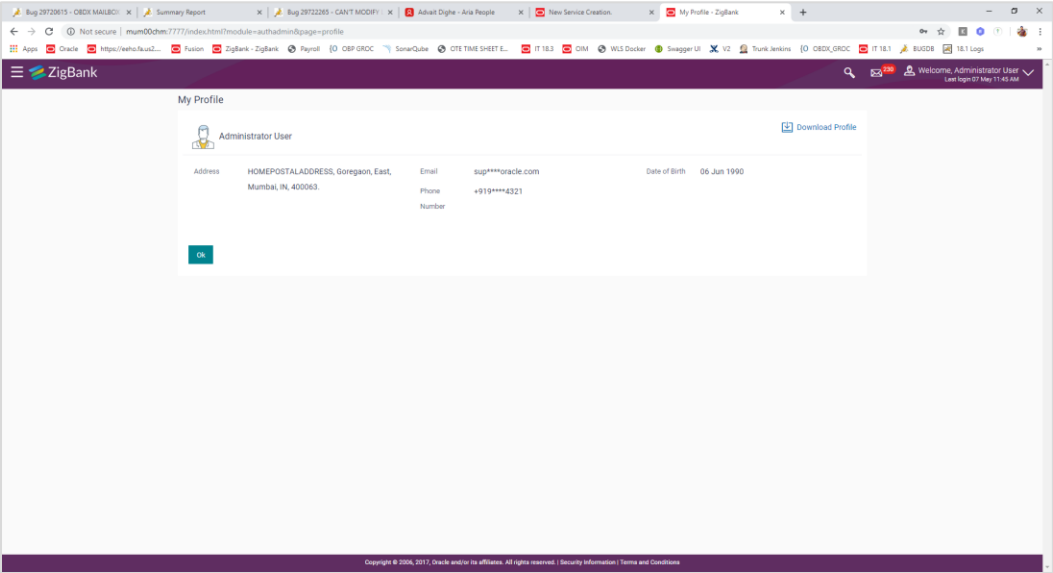 Bug 29720615 - OBDX MAILBOX
Summary Report
Bug 29722265 - CAN'T MODIFY
Advait Dighe - Aria People
New Service Creation.
My Profile - ZigBank
Not secure | mum00chm:7777/index.html?module=authadmin&page=profile
Apps Oracle https://eeho.fa.us2... Fusion ZigBank - ZigBank Payroll OBP GROC SonarQube OTE TIME SHEET E... IT 18.3 OIM WLS Docker Swagger UI V2 Trunk Jenkins OBDX_GROC IT 18.1 BUGDB 18.1 Logs »
ZigBank
Welcome, Administrator User
Last login 07 May 11:45 AM
My Profile
Administrator User
Download Profile
Address HOMEPOSTALADDRESS, Goregaon, East,
Mumbai, IN, 400063.
Email sup****oracle.com
Phone Number +919****4321
Date of Birth 06 Jun 1990
Ok
Copyright © 2006, 2017, Oracle and/or its affiliates. All rights reserved. | Security Information | Terms and Conditions